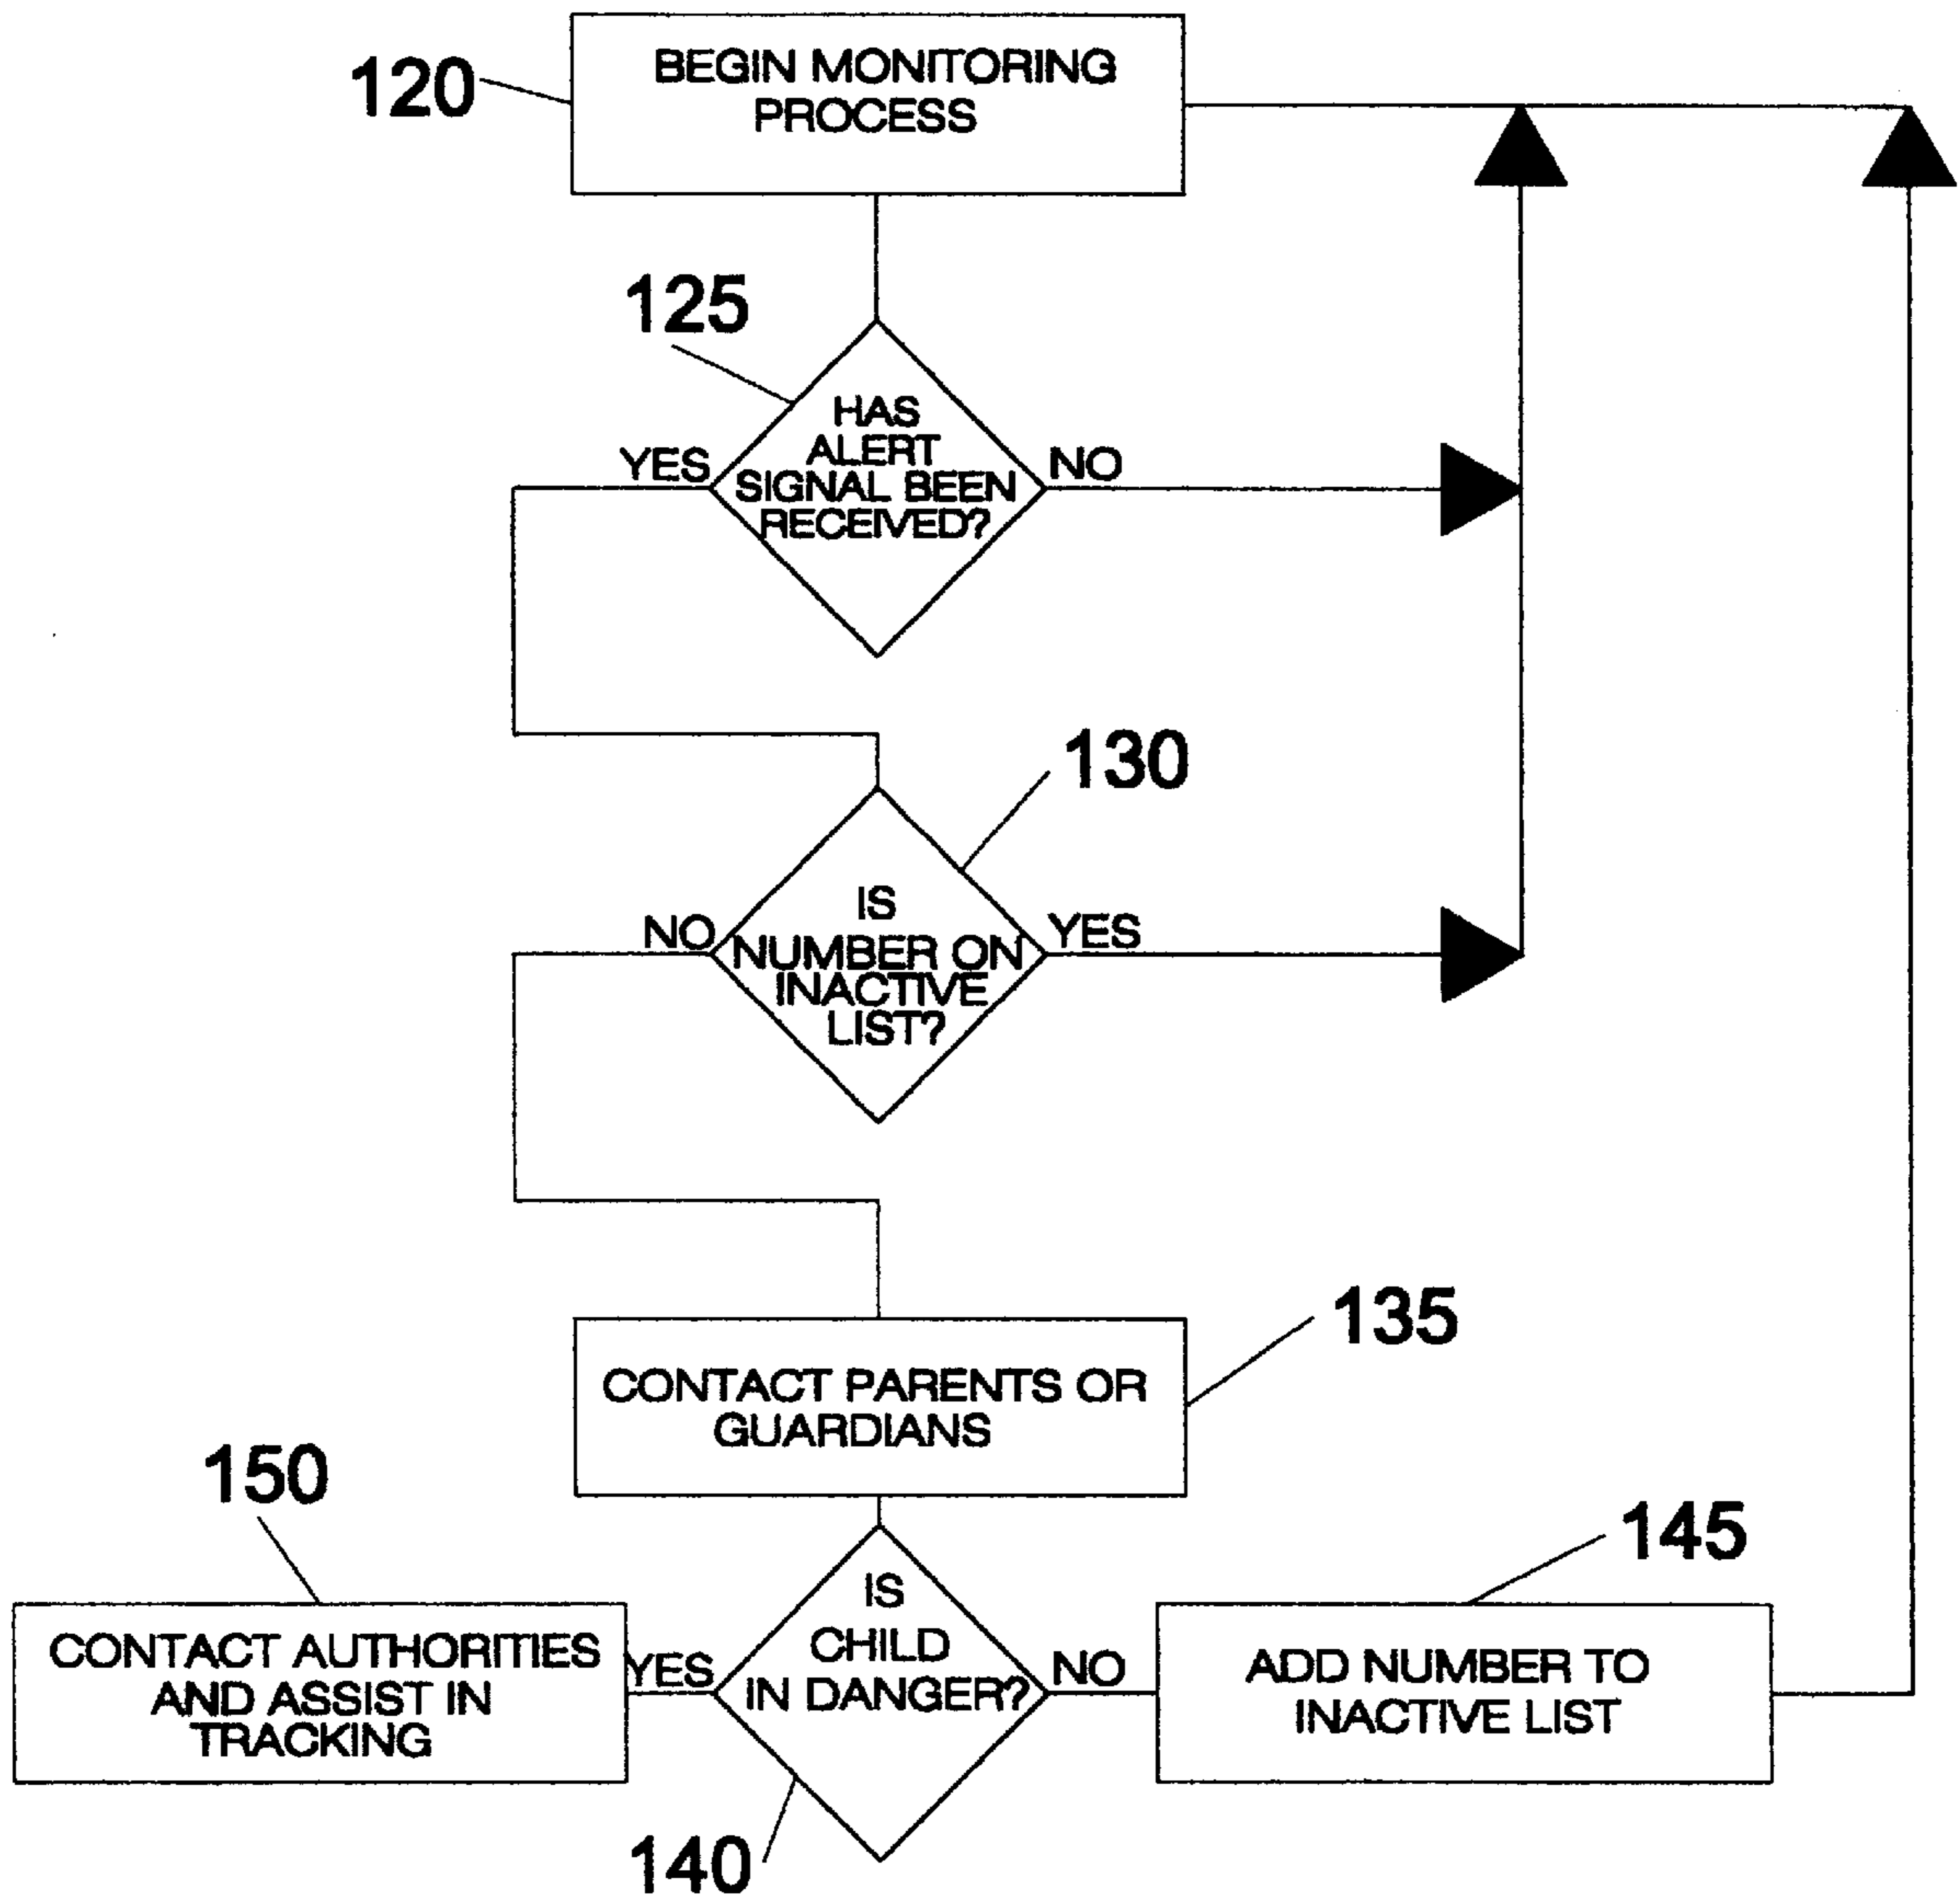 BEGIN MONITORING
PROCESS
120
125
HAS
ALERT
SIGNAL BEEN
RECEIVED?
YES
NO
130
IS
NUMBER ON
INACTIVE
LIST?
NO
YES
135
CONTACT PARENTS OR
GUARDIANS
150
145
CONTACT AUTHORITIES
AND ASSIST IN
TRACKING
YES
IS
CHILD
IN DANGER?
NO
ADD NUMBER TO
INACTIVE LIST
140